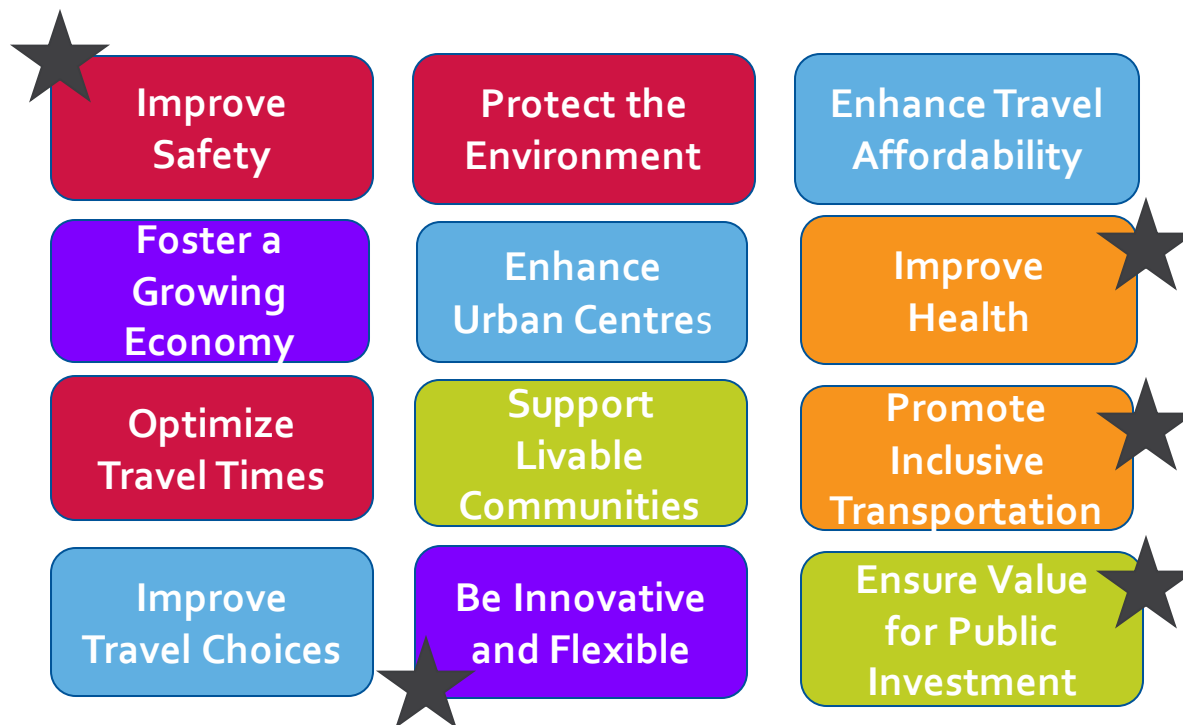 Improve
Safety
Protect the
Environment
Enhance Travel
Affordability
Foster a
Growing
Economy
Enhance
Urban Centres
Improve
Health
Optimize
Travel Times
Support
Livable
Communities
Promote
Inclusive
Transportation
Improve
Travel Choices
Be Innovative
and Flexible
Ensure Value
for Public
Investment